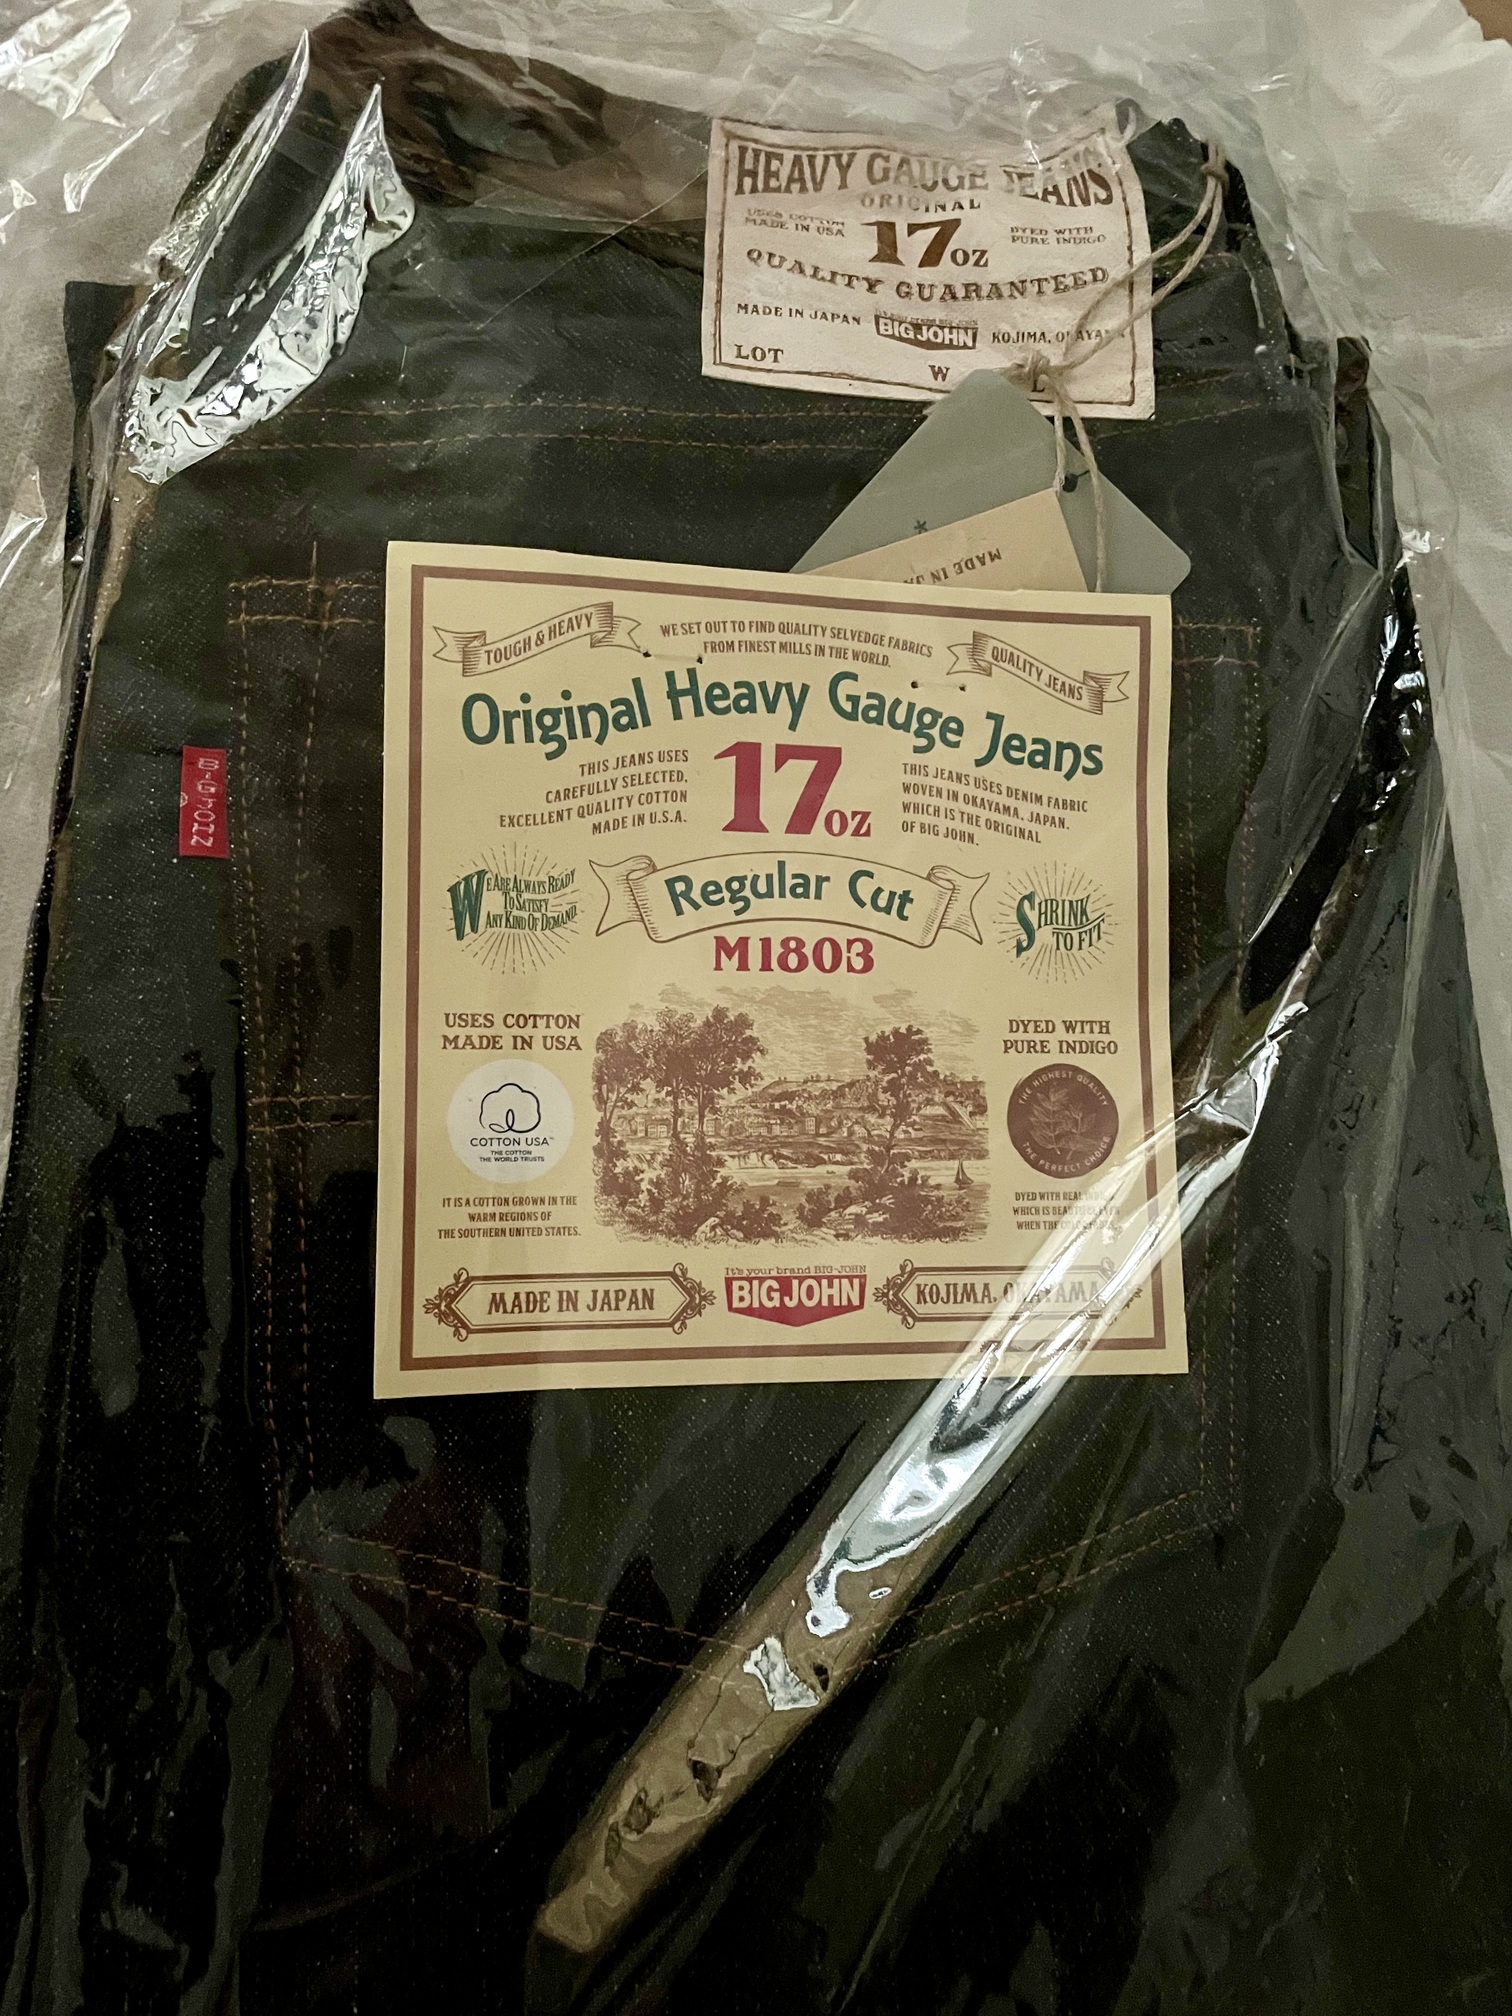 HEAVY GAUGE JEANS
ORIGINAL
USES COTTON
MADE IN USA
17oz
DYED WITH
PURE INDIGO
QUALITY GUARANTEED
MADE IN JAPAN
BIG JOHN
KOJIMA, OKAYAMA
LOT
W
L
MADE IN
TOUGH & HEAVY
WE SET OUT TO FIND QUALITY SELVEDGE FABRICS
FROM FINEST MILLS IN THE WORLD.
QUALITY JEANS
Original Heavy Gauge Jeans
THIS JEANS USES
CAREFULLY SELECTED,
EXCELLENT QUALITY COTTON
MADE IN U.S.A.
17oz
THIS JEANS USES DENIM FABRIC
WOVEN IN OKAYAMA, JAPAN.
WHICH IS THE ORIGINAL
OF BIG JOHN.
BIG JOHN
WE ARE ALWAYS READY
TO SATISFY
ANY KIND OF DEMAND
Regular Cut
SHRINK
TO FIT
M1803
USES COTTON
MADE IN USA
DYED WITH
PURE INDIGO
COTTON USA™
THE COTTON
THE WORLD TRUSTS
THE HIGHEST QUALITY
THE PERFECT CHOICE
IT IS A COTTON GROWN IN THE
WARM REGIONS OF
THE SOUTHERN UNITED STATES.
DYED WITH REAL
WHICH IS
WHEN THE
MADE IN JAPAN
It's your brand BIG-JOHN
BIG JOHN
KOJIMA, OKAYAMA